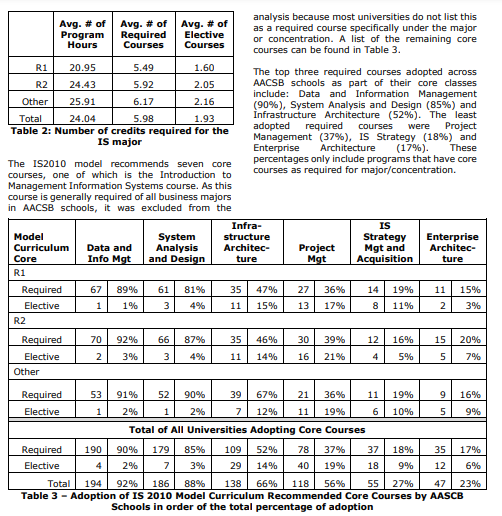 Avg. # of Avg. # of Avg. # of
Program Required Elective
Hours Courses Courses
R1 20.95 5.49 1.60
R2 24.43 5.92 2.05
Other 25.91 6.17 2.16
Total 24.04 5.98 1.93
Table 2: Number of credits required for the
IS major
The IS2010 model recommends seven core
courses, one of which is the Introduction to
Management Information Systems course. As this
course is generally required of all business majors
in AACSB schools, it was excluded from the
analysis because most universities do not list this
as a required course specifically under the major
or concentration. A list of the remaining core
courses can be found in Table 3.
The top three required courses adopted across
AACSB schools as part of their core classes
include: Data and Information Management
(90%), System Analysis and Design (85%) and
Infrastructure Architecture (52%). The least
adopted required courses were Project
Management (37%), IS Strategy (18%) and
Enterprise Architecture (17%). These
percentages only include programs that have core
courses as required for major/concentration.
Infra- IS
Model System structure Strategy Enterprise
Curriculum Data and Analysis Architec- Project Mgt and Architec-
Core Info Mgt and Design ture Mgt Acquisition ture
R1
Required 67 89% 61 81% 35 47% 27 36% 14 19% 11 15%
Elective 1 1% 3 4% 11 15% 13 17% 8 11% 2 3%
R2
Required 70 92% 66 87% 35 46% 30 39% 12 16% 15 20%
Elective 2 3% 3 4% 11 14% 16 21% 4 5% 5 7%
Other
Required 53 91% 52 90% 39 67% 21 36% 11 19% 9 16%
Elective 1 2% 1 2% 7 12% 11 19% 6 10% 5 9%
Total of All Universities Adopting Core Courses
Required 190 90% 179 85% 109 52% 78 37% 37 18% 35 17%
Elective 4 2% 7 3% 29 14% 40 19% 18 9% 12 6%
Total 194 92% 186 88% 138 66% 118 56% 55 27% 47 23%
Table 3 – Adoption of IS 2010 Model Curriculum Recommended Core Courses by AASCB
Schools in order of the total percentage of adoption